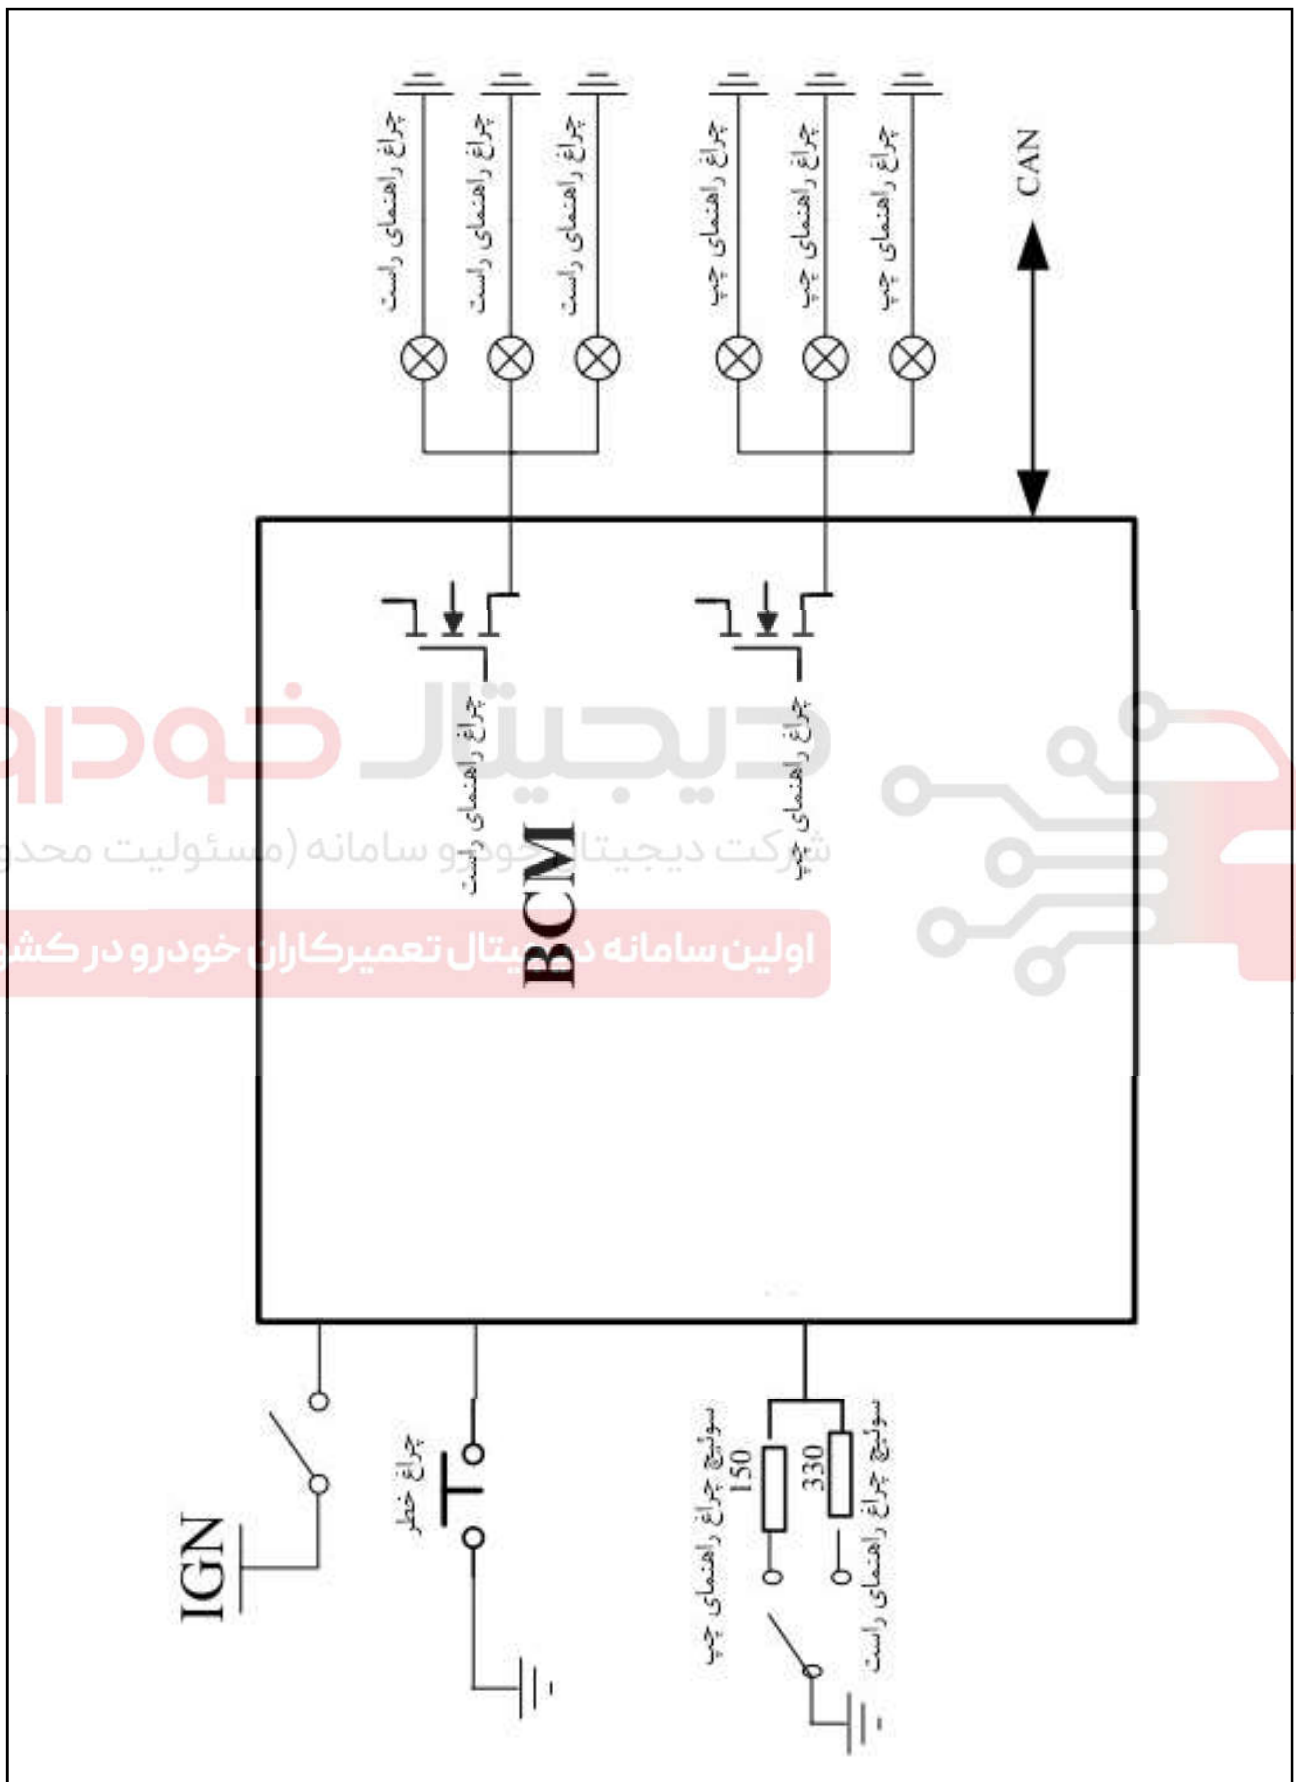 چراغ راهنمای راست
چراغ راهنمای راست
چراغ راهنمای راست
چراغ راهنمای چپ
چراغ راهنمای چپ
چراغ راهنمای چپ
CAN
چراغ راهنمای راست
چراغ راهنمای چپ
BCM
دیجیتال خودرو
شرکت دیجیتال خودرو سامانه (مسئولیت
اولین سامانه دیجیتال تعمیرکاران خودرو در
IGN
چراغ خطر
سوئیچ چراغ راهنمای چپ
150
330
سوئیچ چراغ راهنمای راست